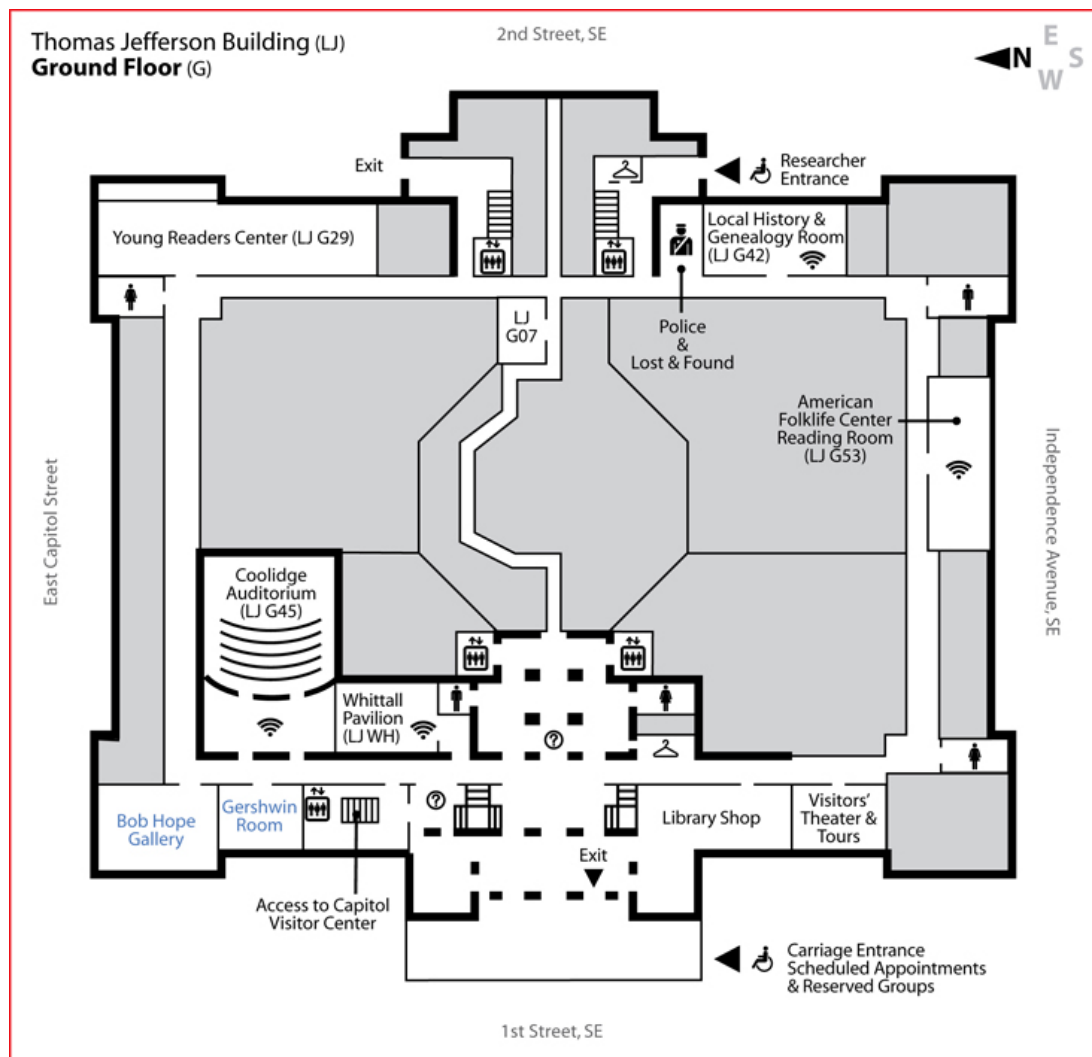 Thomas Jefferson Building (LJ)
Ground Floor (G)
2nd Street, SE
E
N S
W
Exit
Researcher
Entrance
Young Readers Center (LJ G29)
Local History &
Genealogy Room
(LJ G42)
LJ
G07
Police
&
Lost & Found
American
Folklife Center
Reading Room
(LJ G53)
East Capitol Street
Independence Avenue, SE
Coolidge
Auditorium
(LJ G45)
Whittall
Pavilion
(LJ WH)
?
?
Bob Hope
Gallery
Gershwin
Room
Library Shop
Visitors'
Theater &
Tours
Exit
Access to Capitol
Visitor Center
Carriage Entrance
Scheduled Appointments
& Reserved Groups
1st Street, SE